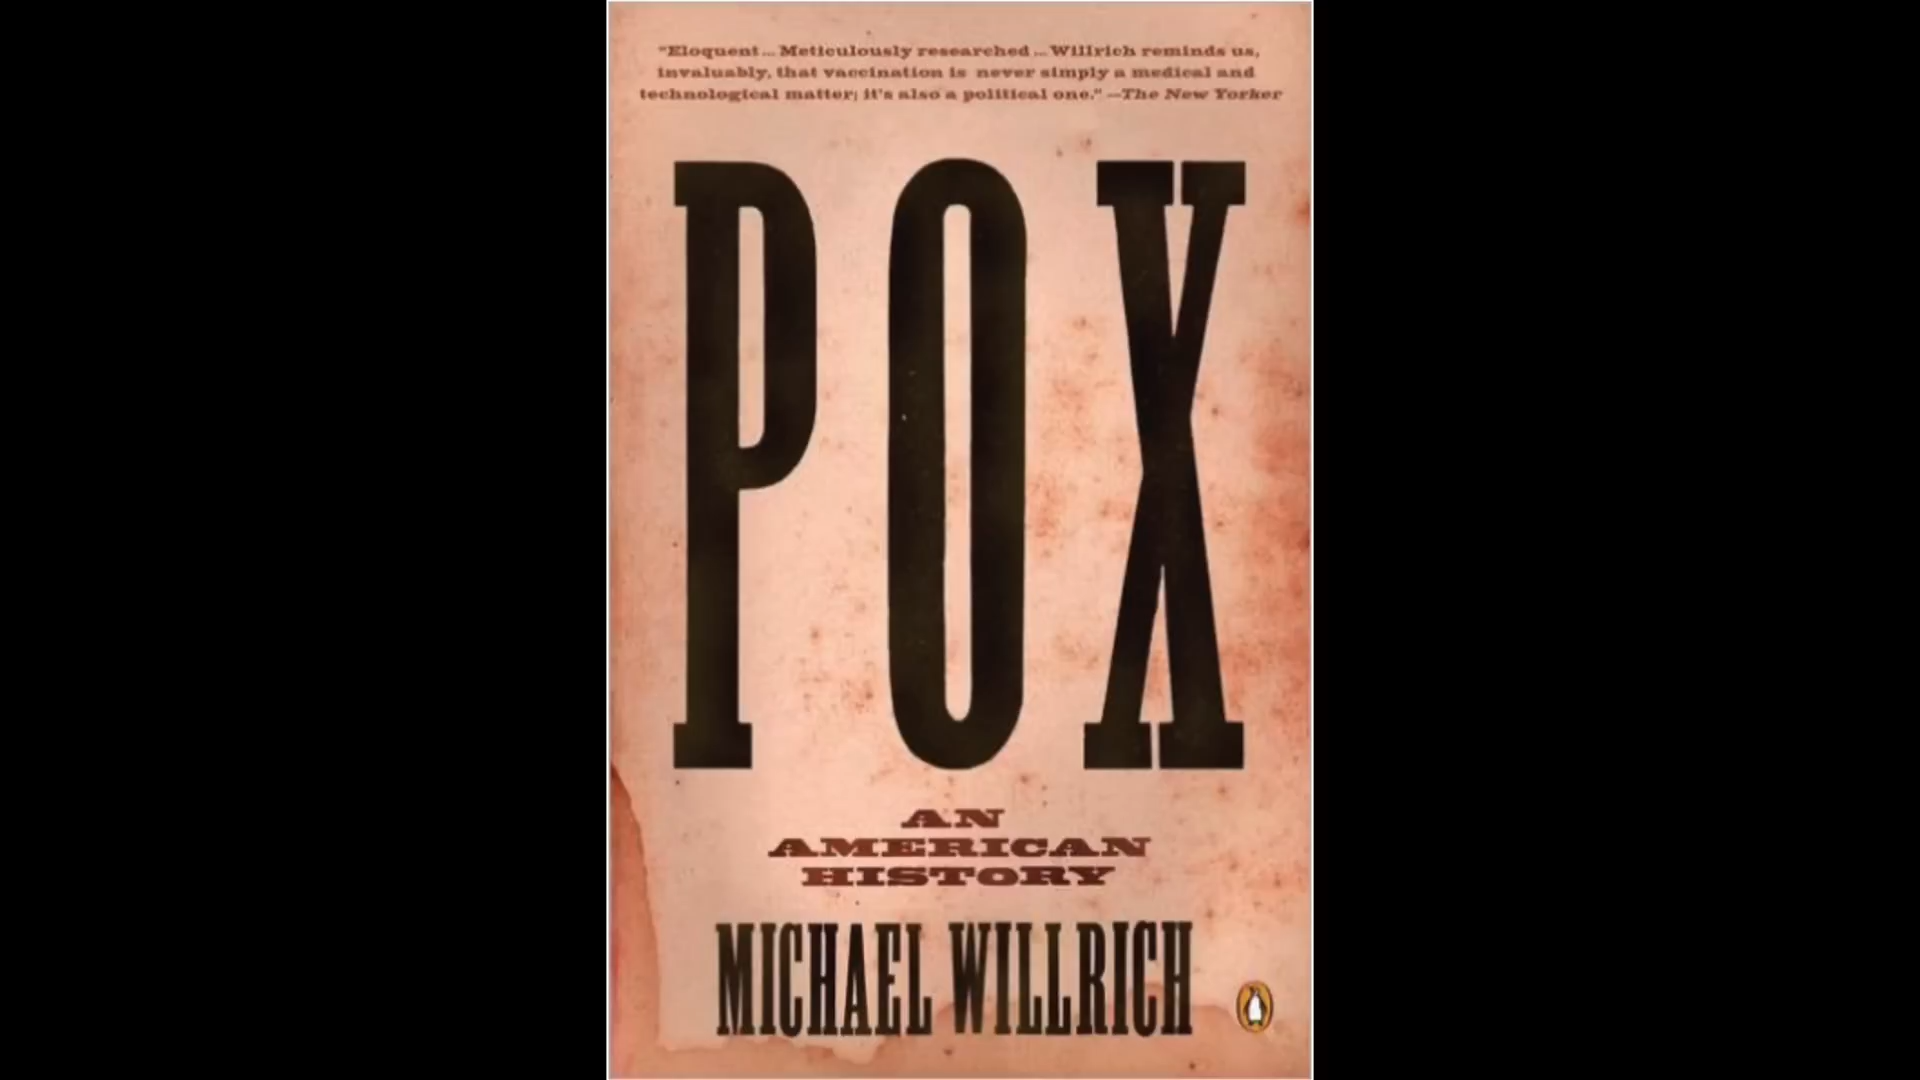 "Eloquent... Meticulously researched... Willrich reminds us,
invaluably, that vaccination is never simply a medical and
technological matter; it's also a political one." —The New Yorker
POX
AN
AMERICAN
HISTORY
MICHAEL WILLRICH